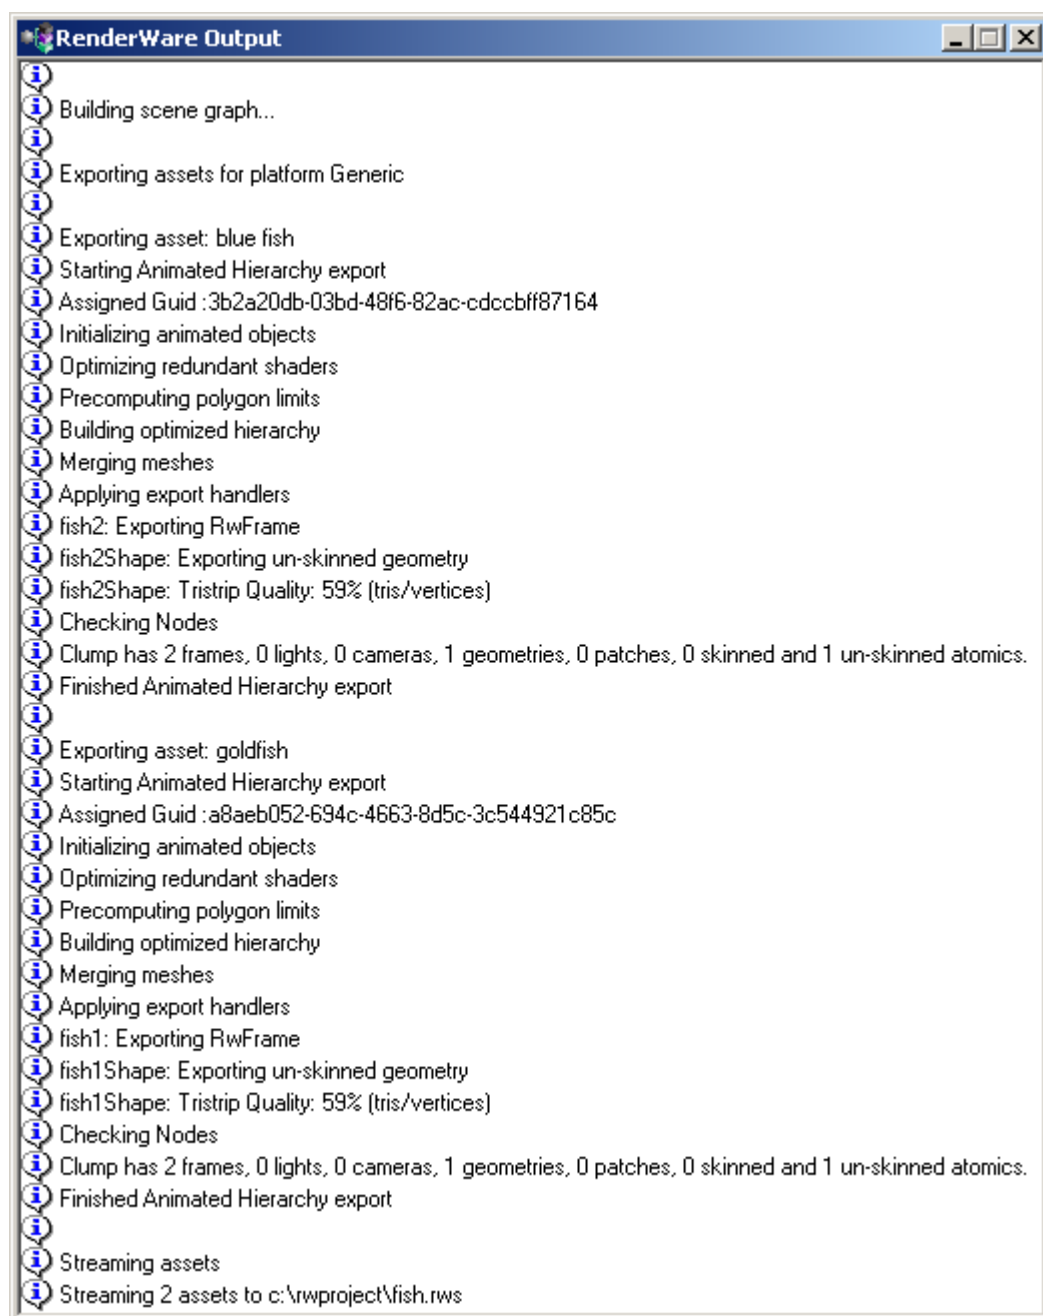 RenderWare Output
Building scene graph...
Exporting assets for platform Generic
Exporting asset: blue fish
Starting Animated Hierarchy export
Assigned Guid :3b2a20db-03bd-48f6-82ac-cdccbff87164
Initializing animated objects
Optimizing redundant shaders
Precomputing polygon limits
Building optimized hierarchy
Merging meshes
Applying export handlers
fish2: Exporting RwFrame
fish2Shape: Exporting un-skinned geometry
fish2Shape: Tristrip Quality: 59% (tris/vertices)
Checking Nodes
Clump has 2 frames, 0 lights, 0 cameras, 1 geometries, 0 patches, 0 skinned and 1 un-skinned atomics.
Finished Animated Hierarchy export
Exporting asset: goldfish
Starting Animated Hierarchy export
Assigned Guid :a8aeb052-694c-4663-8d5c-3c544921c85c
Initializing animated objects
Optimizing redundant shaders
Precomputing polygon limits
Building optimized hierarchy
Merging meshes
Applying export handlers
fish1: Exporting RwFrame
fish1Shape: Exporting un-skinned geometry
fish1Shape: Tristrip Quality: 59% (tris/vertices)
Checking Nodes
Clump has 2 frames, 0 lights, 0 cameras, 1 geometries, 0 patches, 0 skinned and 1 un-skinned atomics.
Finished Animated Hierarchy export
Streaming assets
Streaming 2 assets to c:\rwproject\fish.rws